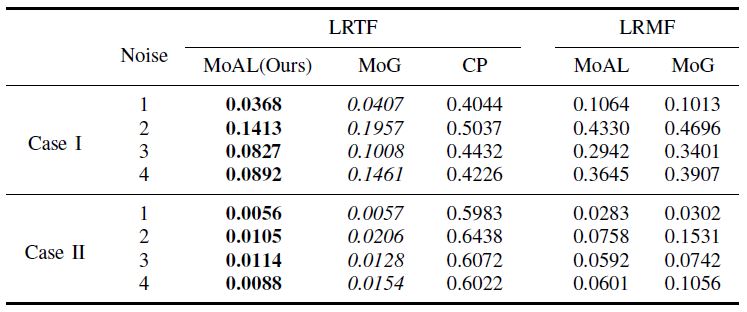 LRTF LRMF
Noise
MoAL(Ours) MoG CP MoAL MoG
1 0.0368 0.0407 0.4044 0.1064 0.1013
2 0.1413 0.1957 0.5037 0.4330 0.4696
Case I
3 0.0827 0.1008 0.4432 0.2942 0.3401
4 0.0892 0.1461 0.4226 0.3645 0.3907
1 0.0056 0.0057 0.5983 0.0283 0.0302
2 0.0105 0.0206 0.6438 0.0758 0.1531
Case II
3 0.0114 0.0128 0.6072 0.0592 0.0742
4 0.0088 0.0154 0.6022 0.0601 0.1056